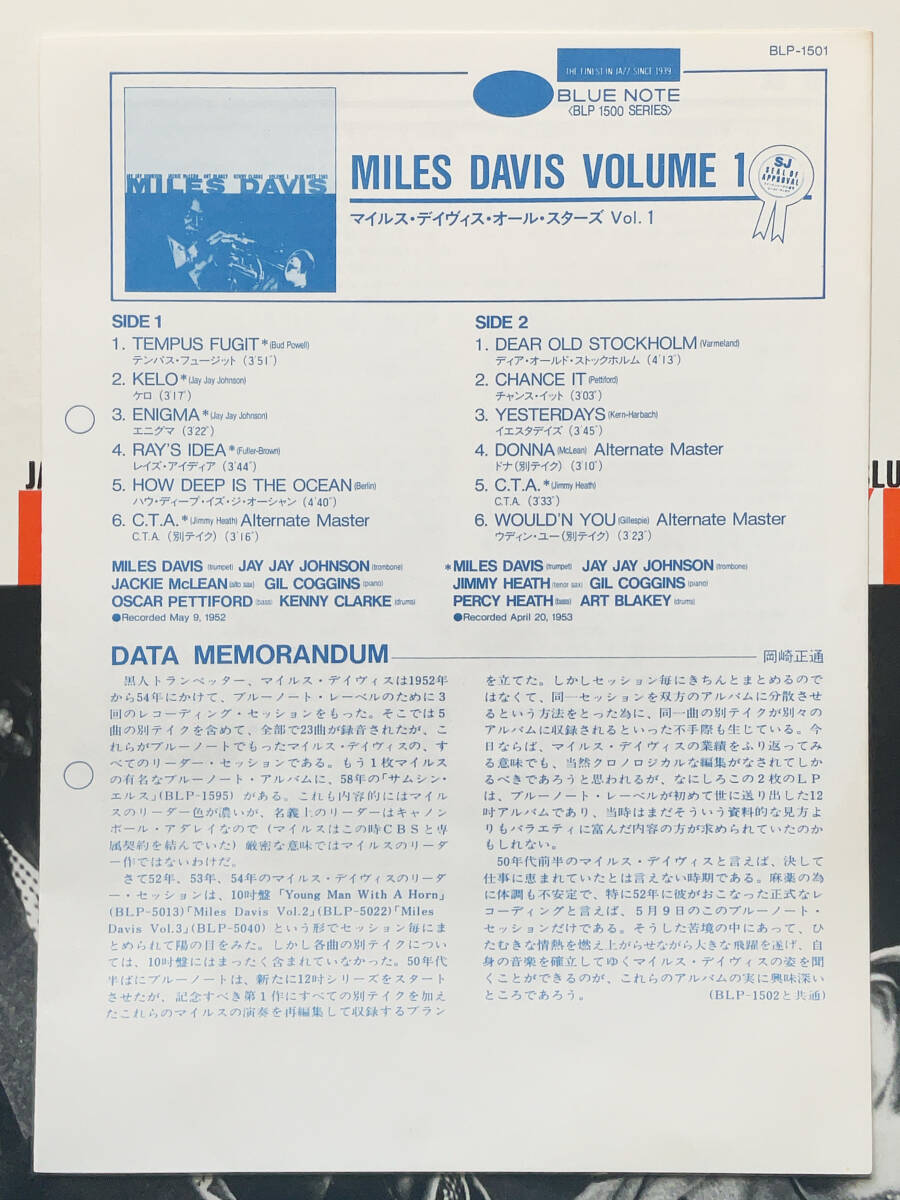 BLP-1501
THE FINEST IN JAZZ SINCE 1939
BLUE NOTE
〈BLP 1500 SERIES〉
JAY JAY JOHNSON JACKIE McLEAN ART BLAKEY KENNY CLARKE VOLUME 1 BLUE NOTE 1501
MILES DAVIS
MILES DAVIS VOLUME 1
マイルス・デイヴィス・オール・スターズ Vol. 1
SJ
SEAL OF
APPROVAL
SIDE 1
1. TEMPUS FUGIT*(Bud Powell)
テンパス・フュージット (3'51")
2. KELO*(Jay Jay Johnson)
ケロ (3'17")
3. ENIGMA*(Jay Jay Johnson)
エニグマ (3'22")
4. RAY'S IDEA*(Fuller-Brown)
レイズ・アイディア (3'44")
5. HOW DEEP IS THE OCEAN(Berlin)
ハウ・ディープ・イズ・ジ・オーシャン (4'40")
6. C.T.A.*(Jimmy Heath) Alternate Master
C.T.A. (別テイク) (3'16")
MILES DAVIS (trumpet) JAY JAY JOHNSON (trombone)
JACKIE McLEAN (alto sax) GIL COGGINS (piano)
OSCAR PETTIFORD (bass) KENNY CLARKE (drums)
●Recorded May 9, 1952
SIDE 2
1. DEAR OLD STOCKHOLM(Varmeland)
ディア・オールド・ストックホルム (4'13")
2. CHANCE IT(Pettiford)
チャンス・イット (3'03")
3. YESTERDAYS(Kern-Harbach)
イエスタデイズ (3'45")
4. DONNA(McLean) Alternate Master
ドナ(別テイク) (3'10")
5. C.T.A.*(Jimmy Heath)
C.T.A. (3'33")
6. WOULD'N YOU(Gillespie) Alternate Master
ウディン・ユー(別テイク) (3'23")
*MILES DAVIS (trumpet) JAY JAY JOHNSON (trombone)
JIMMY HEATH (tenor sax) GIL COGGINS (piano)
PERCY HEATH (bass) ART BLAKEY (drums)
●Recorded April 20, 1953
DATA MEMORANDUM
岡崎正通
黒人トランペッター、マイルス・デイヴィスは1952年
から54年にかけて、ブルーノート・レーベルのために3
回のレコーディング・セッションをもった。そこでは5
曲の別テイクを含めて、全部で23曲が録音されたが、こ
れらがブルーノートでもったマイルス・デイヴィスの、す
べてのリーダー・セッションである。もう1枚マイルス
の有名なブルーノート・アルバムに、58年の「サムシン・
エルス」(BLP-1595) がある。これも内容的にはマイル
スのリーダー色が濃いが、名義上のリーダーはキャノン
ボール・アダレイなので (マイルスはこの時CBSと専
属契約を結んでいた) 厳密な意味ではマイルスのリーダ
ー作ではないわけだ。
さて52年、53年、54年のマイルス・デイヴィスのリーダ
ー・セッションは、10吋盤「Young Man With A Horn」
(BLP-5013)「Miles Davis Vol.2」(BLP-5022)「Miles
Davis Vol.3」(BLP-5040) という形でセッション毎にま
とめられて陽の目をみた。しかし各曲の別テイクについ
ては、10吋盤にはまったく含まれていなかった。50年代
半ばにブルーノートは、新たに12吋シリーズをスタート
させたが、記念すべき第1作にすべての別テイクを加え
たこれらのマイルスの演奏を再編集して収録するプラン
を立てた。しかしセッション毎にきちんとまとめるので
はなくて、同一セッションを双方のアルバムに分散させ
るという方法をとった為に、同一曲の別テイクが別々の
アルバムに収録されるといった不手際も生じている。今
日ならば、マイルス・デイヴィスの業績をふり返ってみ
る意味でも、当然クロノロジカルな編集がなされてしか
るべきであろうと思われるが、なにしろこの2枚のLP
は、ブルーノート・レーベルが初めて世に送り出した12
吋アルバムであり、当時はまだそういう資料的な見方よ
りもバラエティに富んだ内容の方が求められていたのか
もしれない。
50年代前半のマイルス・デイヴィスと言えば、決して
仕事に恵まれていたとは言えない時期である。麻薬の為
に体調も不安定で、特に52年に彼がおこなった正式なレ
コーディングと言えば、5月9日のこのブルーノート・
セッションだけである。そうした苦境の中にあって、ひ
たむきな情熱を燃え上がらせながら大きな飛躍を遂げ、自
身の音楽を確立してゆくマイルス・デイヴィスの姿を聞
くことができるのが、これらのアルバムの実に興味深い
ところであろう。 (BLP-1502と共通)
JA
BLU